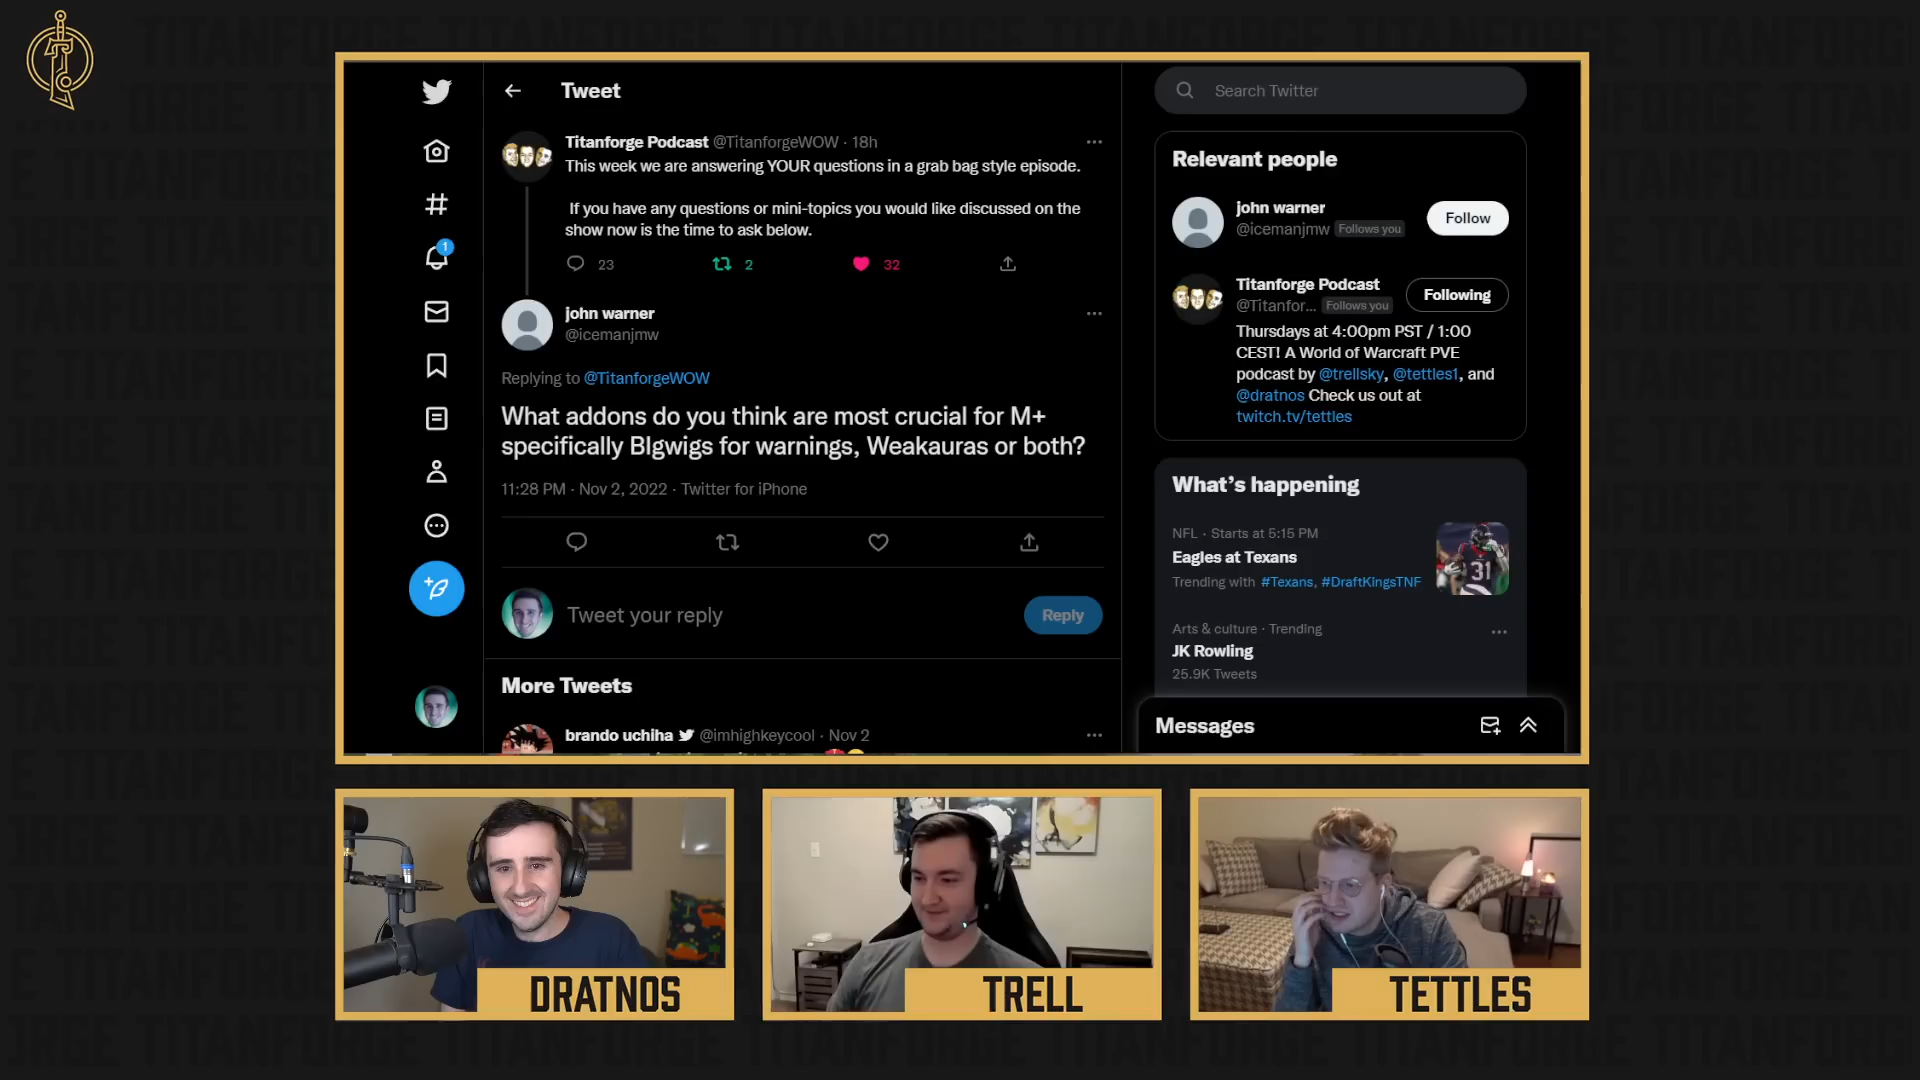 Tweet
Titanforge Podcast @TitanforgeWOW · 18h
This week we are answering YOUR questions in a grab bag style episode.
If you have any questions or mini-topics you would like discussed on the
show now is the time to ask below.
23 2 32
john warner
@icemanjmw
Replying to @TitanforgeWOW
What addons do you think are most crucial for M+
specifically BIgwigs for warnings, Weakauras or both?
11:28 PM · Nov 2, 2022 · Twitter for iPhone
Tweet your reply
Reply
More Tweets
brando uchiha @imhighkeycool · Nov 2
1
Search Twitter
Relevant people
john warner
@icemanjmw Follows you
Follow
Titanforge Podcast
@Titanfor... Follows you
Following
Thursdays at 4:00pm PST / 1:00
CEST! A World of Warcraft PVE
podcast by @trellsky, @tettles1, and
@dratnos Check us out at
twitch.tv/tettles
What's happening
NFL · Starts at 5:15 PM
Eagles at Texans
Trending with #Texans, #DraftKingsTNF
31
Arts & culture · Trending
JK Rowling
25.9K Tweets
Messages
DRATNOS
TRELL
TETTLES